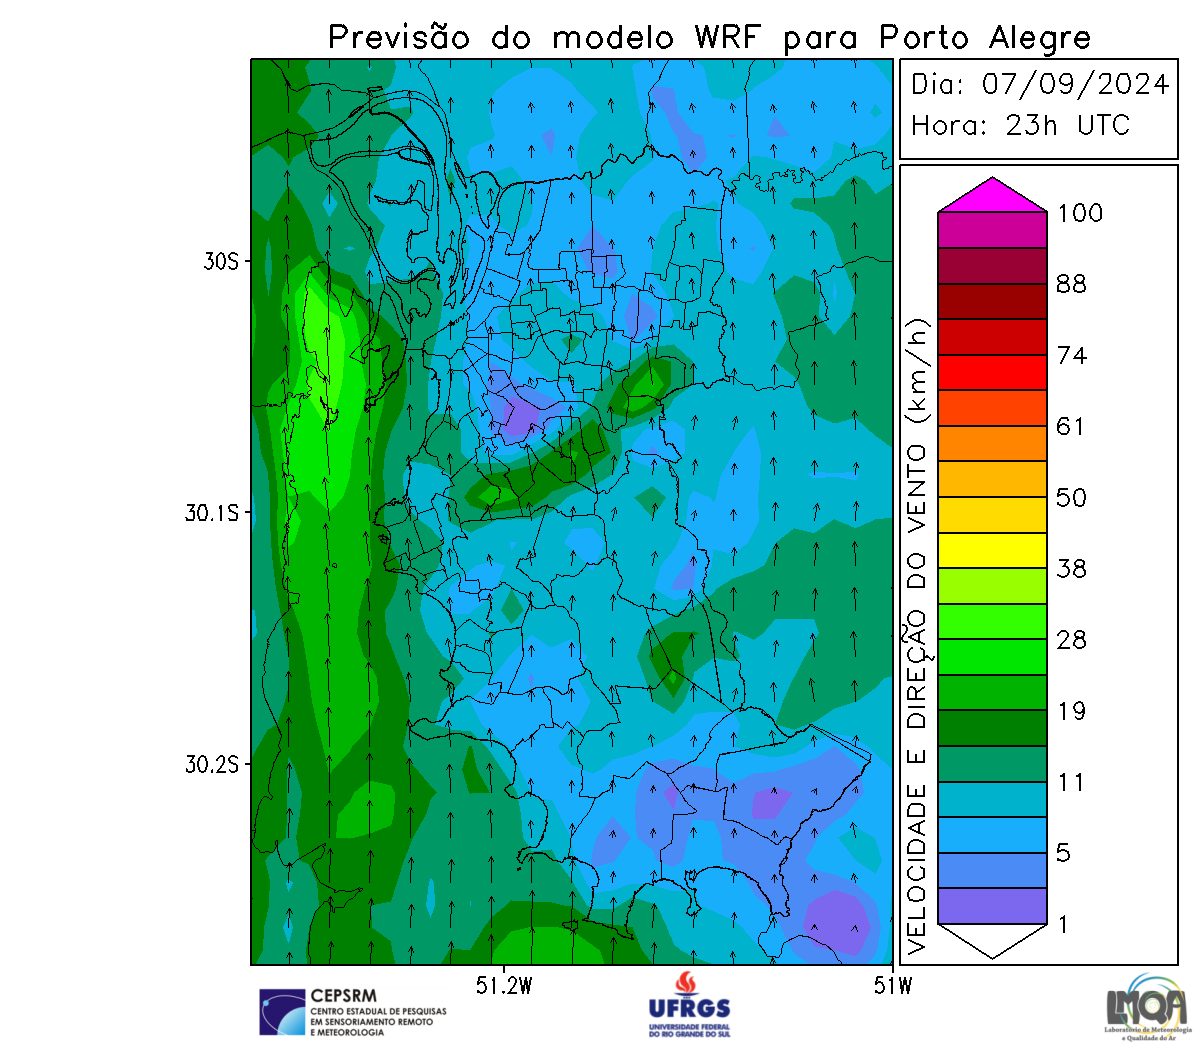 Previsão do modelo WRF para Porto Alegre
Dia: 07/09/2024
Hora: 23h UTC
30S
30.1S
30.2S
51.2W
51W
VELOCIDADE E DIREÇÃO DO VENTO (km/h)
100
88
74
61
50
38
28
19
11
5
1
CEPSRM
CENTRO ESTADUAL DE PESQUISAS
EM SENSORIAMENTO REMOTO
E METEOROLOGIA
UFRGS
UNIVERSIDADE FEDERAL
DO RIO GRANDE DO SUL
LMQA
Laboratório de Meteorologia
e Qualidade do Ar